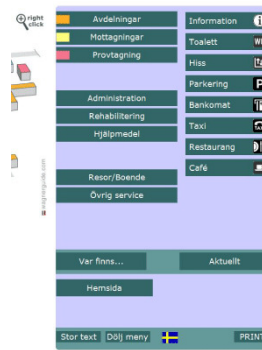 right
click
Avdelningar
Mottagningar
Provtagning
Administration
Rehabilitering
Hjälpmedel
Resor/Boende
Övrig service
Information i
Toalett
Hiss
Parkering P
Bankomat
Taxi
Restaurang
Café
Var finns...
Aktuellt
Hemsida
Stor text Dölj meny